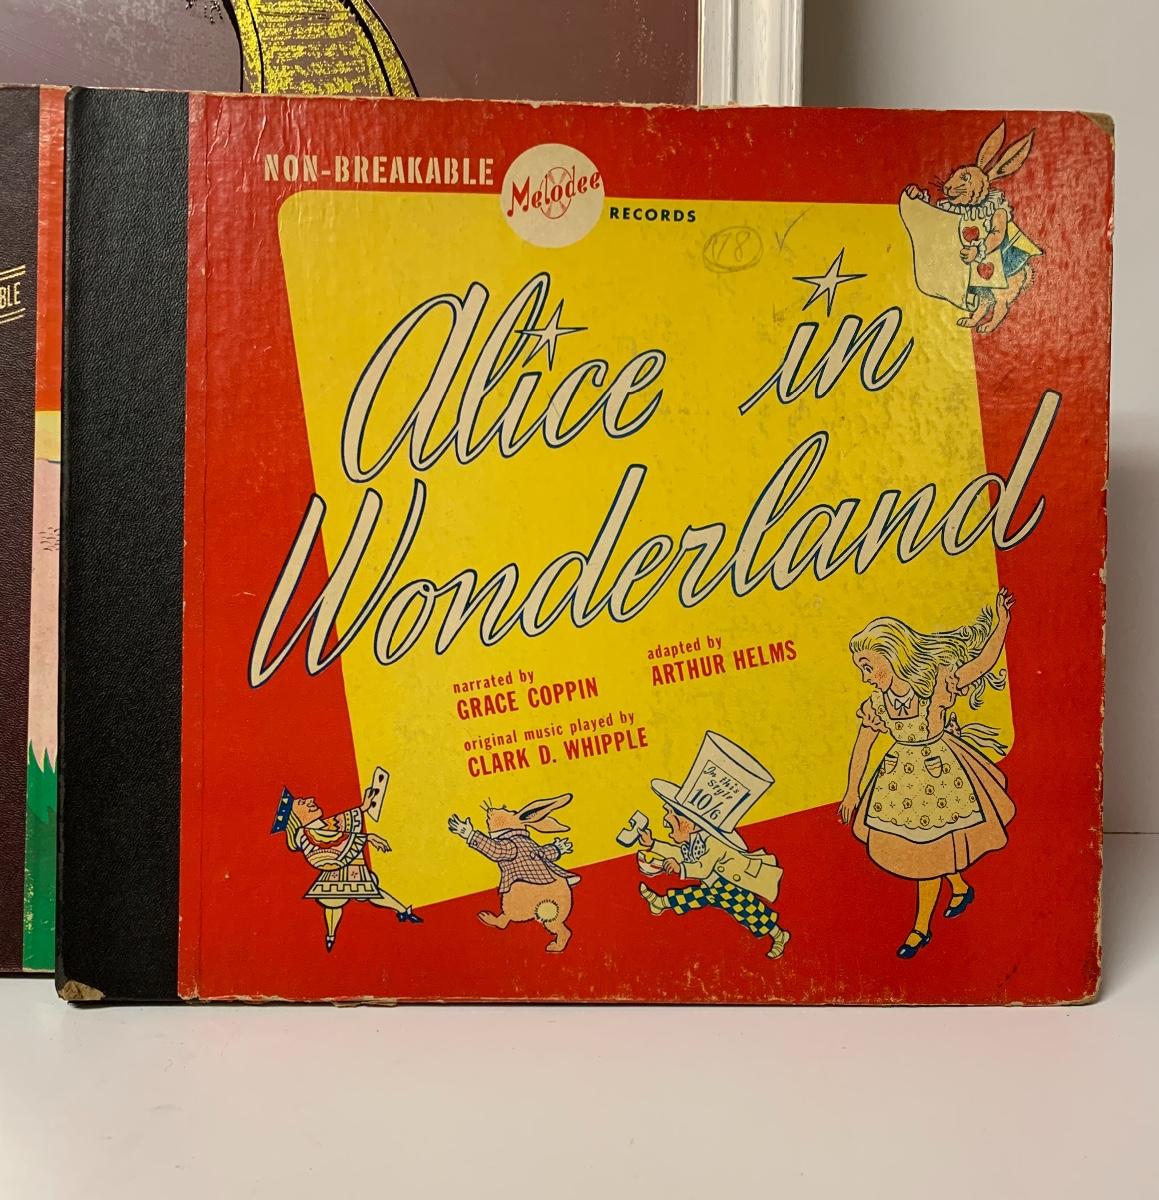 NON-BREAKABLE Melodee RECORDS
178
BLE
Alice in
Wonderland
narrated by
GRACE COPPIN
adapted by
ARTHUR HELMS
original music played by
CLARK D. WHIPPLE
In this
Style
10/6
3